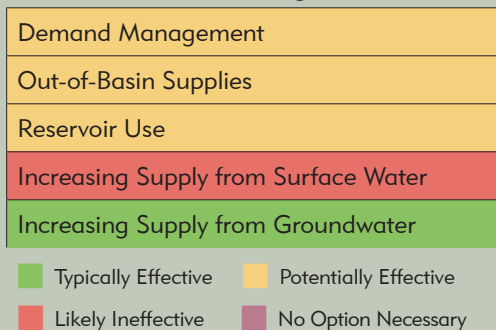 Demand Management
Out-of-Basin Supplies
Reservoir Use
Increasing Supply from Surface Water
Increasing Supply from Groundwater
Typically Effective
Potentially Effective
Likely Ineffective
No Option Necessary